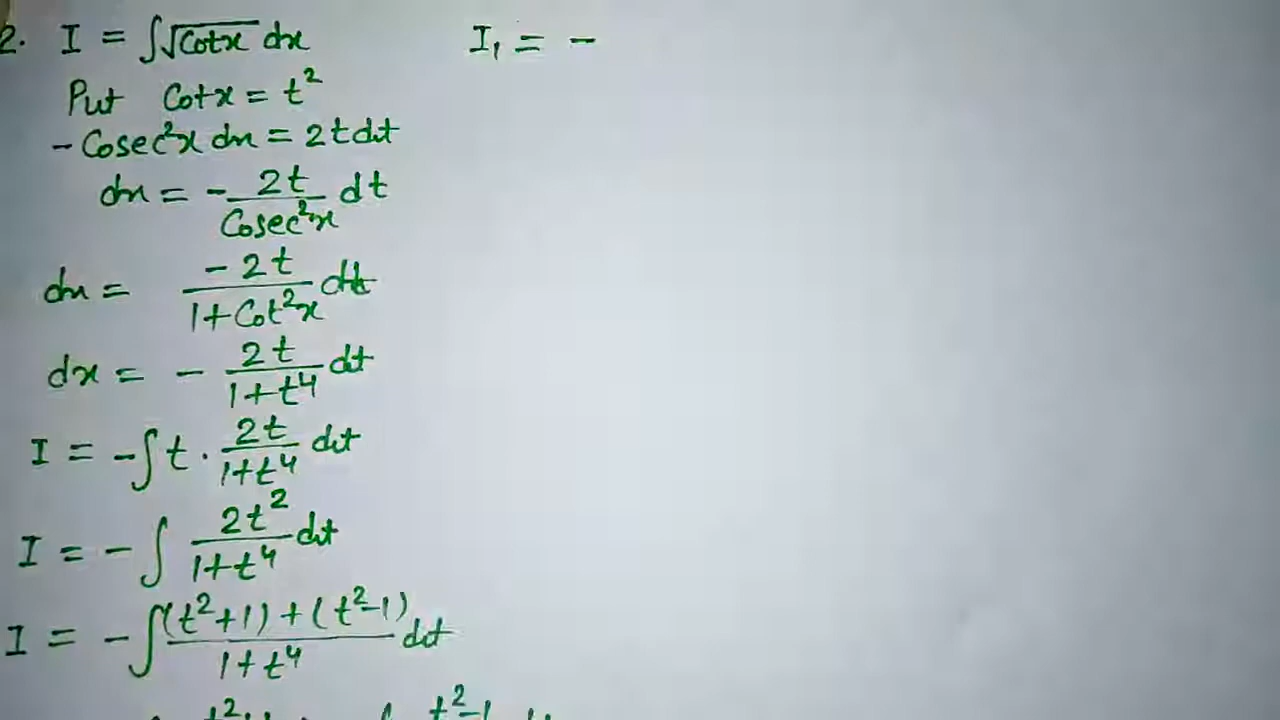 2. I = ∫√cotx dx
Put Cotx = t²
-Cosec²x dx = 2t dt
dx = - 2t/Cosec²x dt
dx = -2t/1+Cot²x dt
dx = - 2t/1+t⁴ dt
I = -∫ t · 2t/1+t⁴ dt
I = -∫ 2t²/1+t⁴ dt
I = -∫ (t²+1)+(t²-1)/1+t⁴ dt
I₁ = -